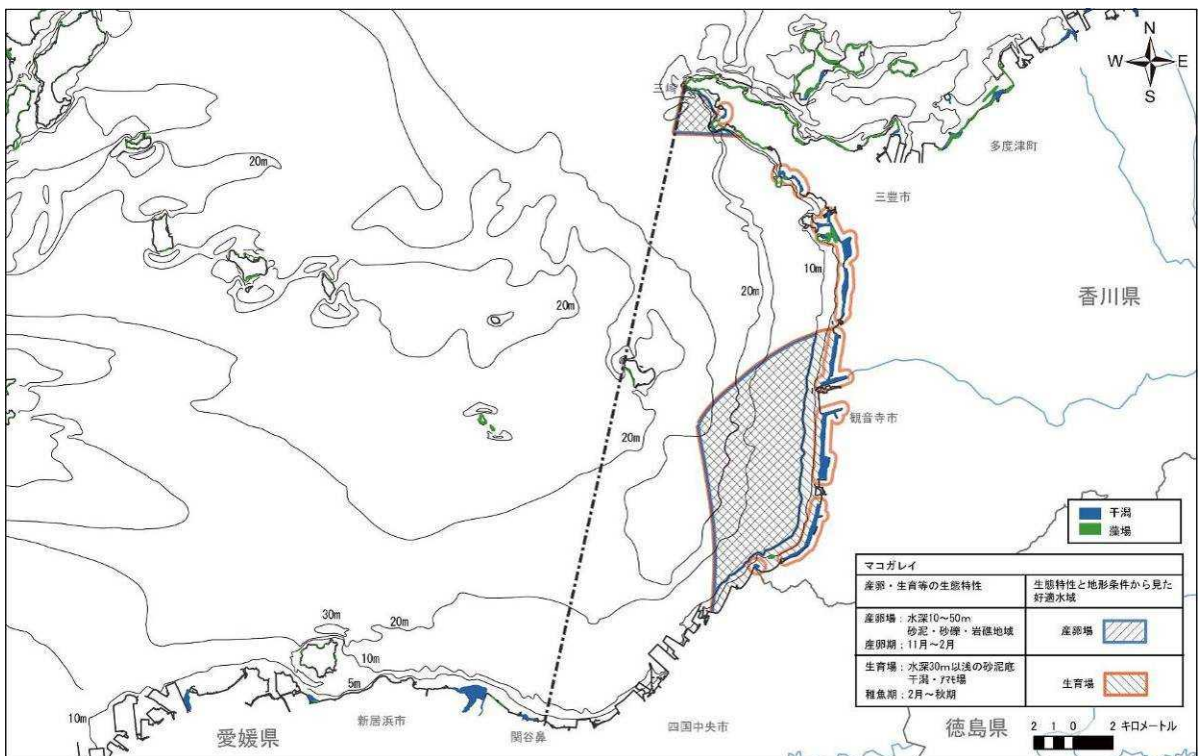 N
W E
S
三崎
多度津町
三豊市
20m
10m
20m
20m
香川県
20m
観音寺市
干潟
藻場
マコガレイ
産卵・生育等の生態特性
生態特性と地形条件から見た
好適水域
産卵場：水深10～50m
砂泥・砂礫・岩礁地域
産卵期：11月～2月
産卵場
生育場：水深30m以浅の砂泥底
干潟・アマモ場
稚魚期：2月～秋期
生育場
30m
20m
10m
5m
10m
新居浜市
関谷鼻
四国中央市
愛媛県
徳島県
2 1 0 2 キロメートル